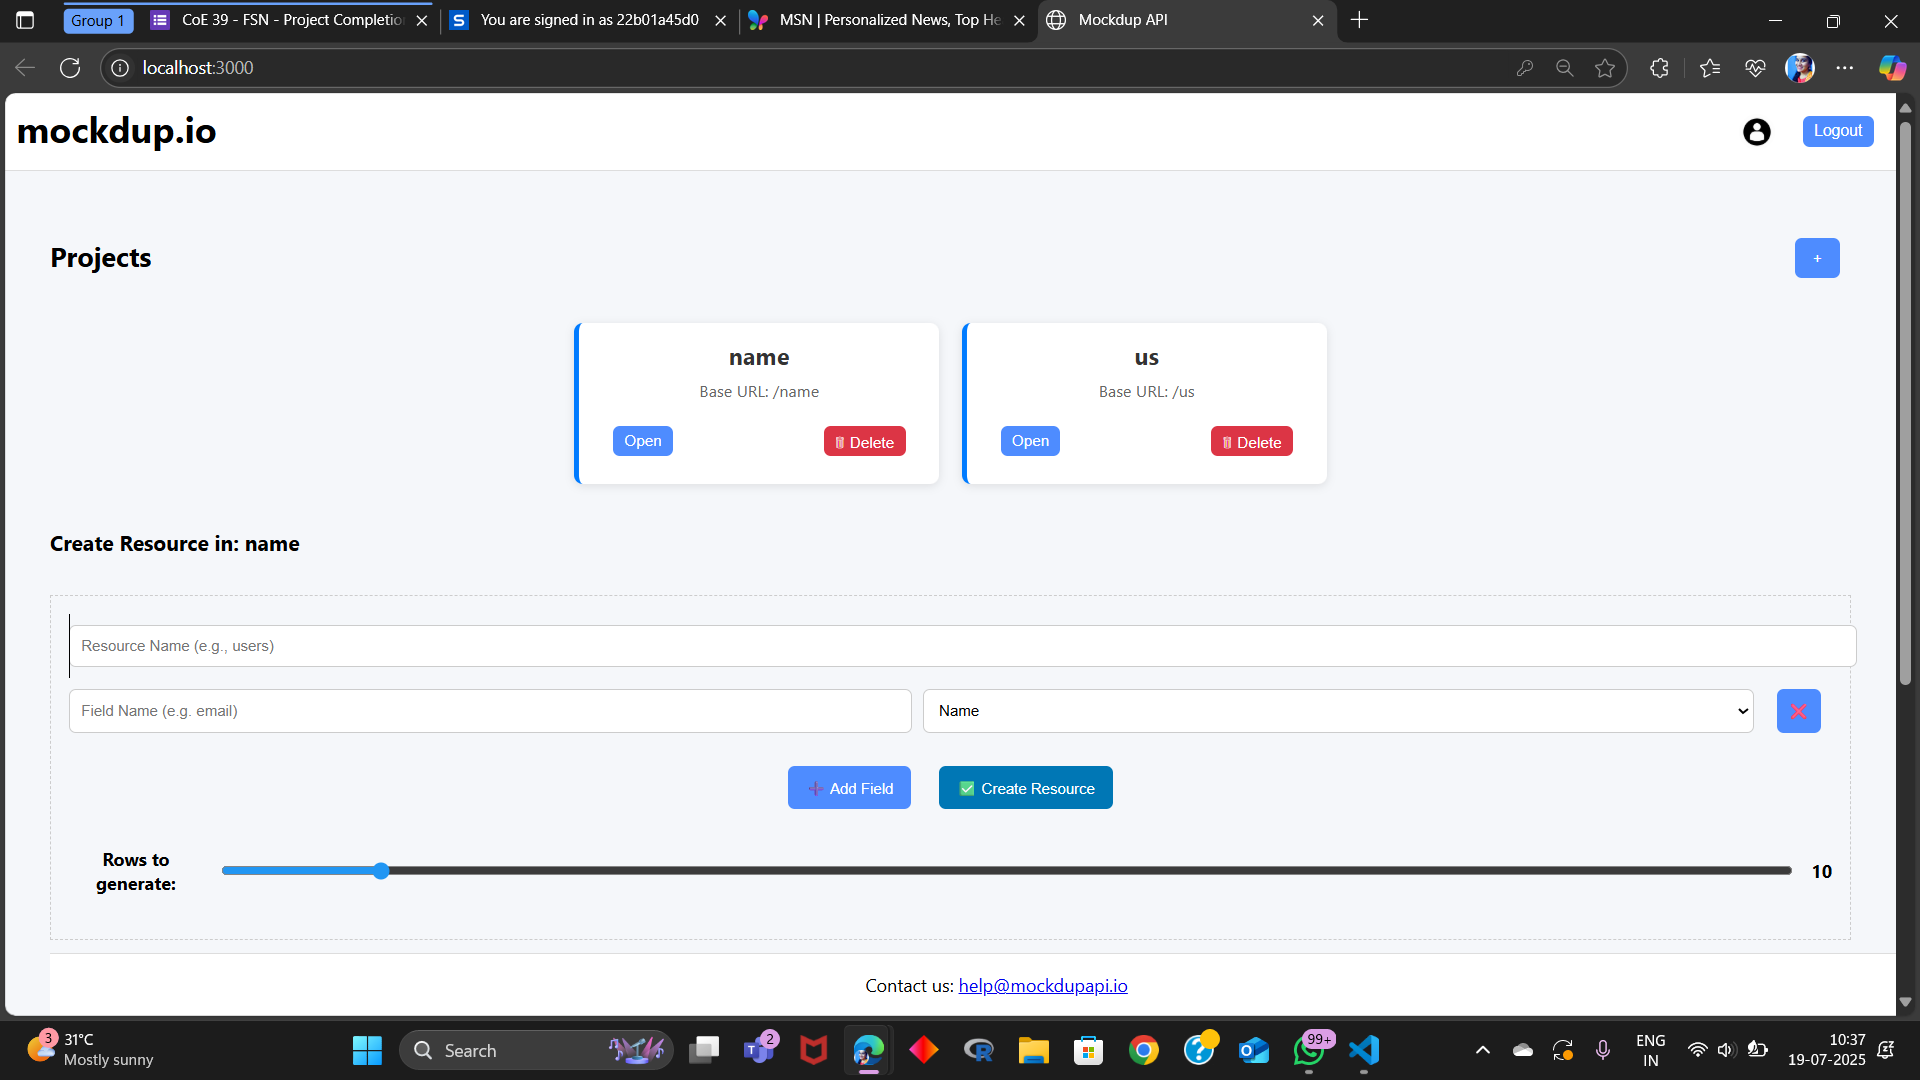 Group 1
CoE 39 - FSN - Project Completio
You are signed in as 22b01a45d0
MSN | Personalized News, Top He
Mockdup API
localhost:3000
mockdup.io
Logout
Projects
+
name
Base URL: /name
Open
Delete
us
Base URL: /us
Open
Delete
Create Resource in: name
Resource Name (e.g., users)
Field Name (e.g. email)
Name
Add Field
Create Resource
Rows to
generate:
10
Contact us: help@mockdupapi.io
3
31°C
Mostly sunny
Search
2
99+
ENG
IN
10:37
19-07-2025